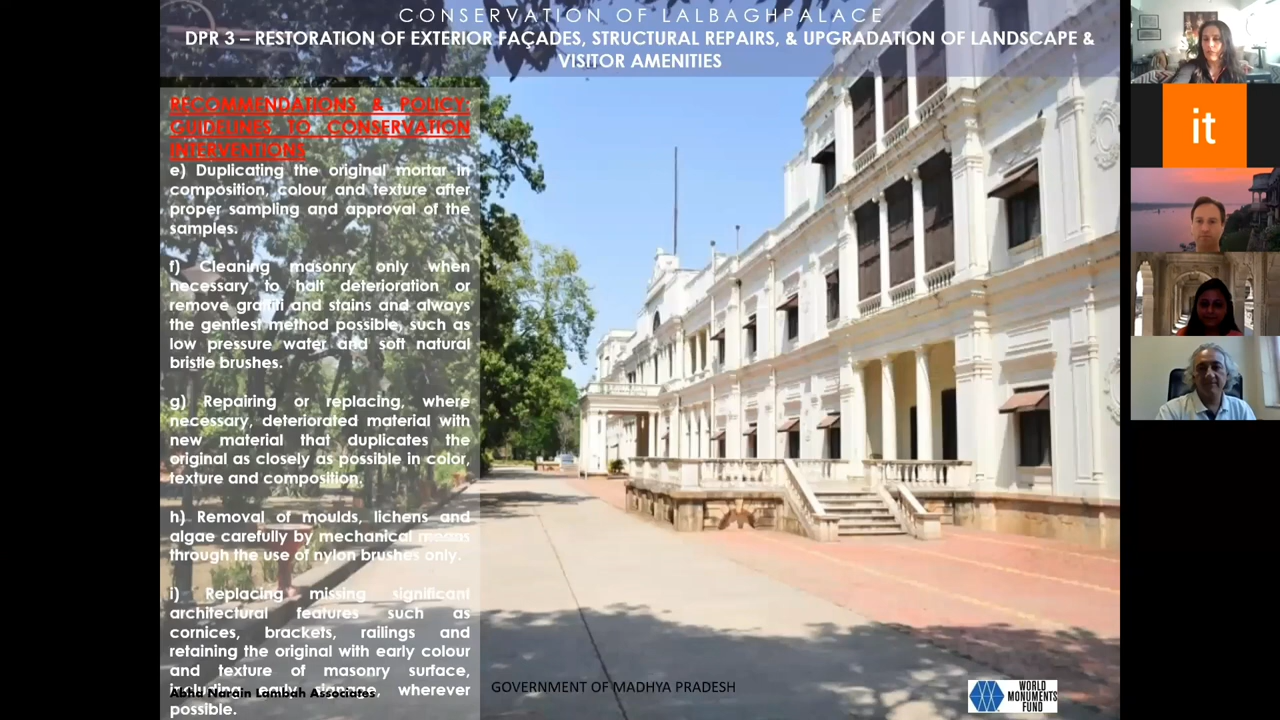 CONSERVATION OF LALBAGHPALACE
DPR 3 – RESTORATION OF EXTERIOR FAÇADES, STRUCTURAL REPAIRS, & UPGRADATION OF LANDSCAPE &
VISITOR AMENITIES
RECOMMENDATIONS & POLICY:
GUIDELINES TO CONSERVATION
INTERVENTIONS
e) Duplicating the original mortar in
composition, colour and texture after
proper sampling and approval of the
samples.
f) Cleaning masonry only when
necessary to halt deterioration or
remove graffiti and stains and always
the gentlest method possible, such as
low pressure water and soft natural
bristle brushes.
g) Repairing or replacing, where
necessary, deteriorated material with
new material that duplicates the
original as closely as possible in color,
texture and composition.
h) Removal of moulds, lichens and
algae carefully by mechanical means
through the use of nylon brushes only.
i) Replacing missing significant
architectural features such as
cornices, brackets, railings and
retaining the original with early colour
and texture of masonry surface,
including early signage, wherever
possible.
Abha Narain Lambah Associates
GOVERNMENT OF MADHYA PRADESH
WORLD
MONUMENTS
FUND
it